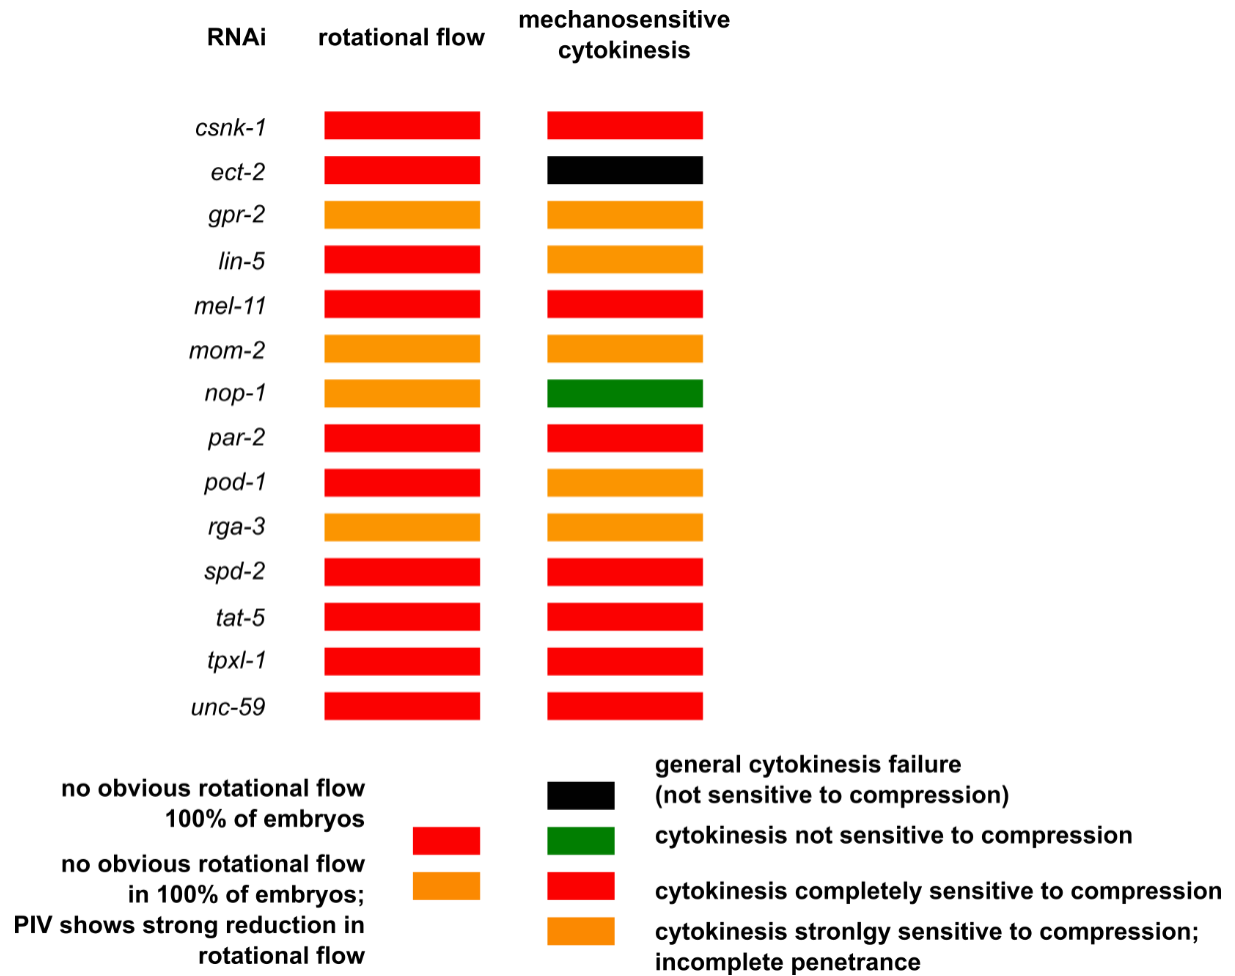 RNAi
rotational flow
mechanosensitive
cytokinesis
csnk-1
ect-2
gpr-2
lin-5
mel-11
mom-2
nop-1
par-2
pod-1
rga-3
spd-2
tat-5
tpxl-1
unc-59
no obvious rotational flow
100% of embryos
no obvious rotational flow
in 100% of embryos;
PIV shows strong reduction in
rotational flow
general cytokinesis failure
(not sensitive to compression)
cytokinesis not sensitive to compression
cytokinesis completely sensitive to compression
cytokinesis stronlgy sensitive to compression;
incomplete penetrance